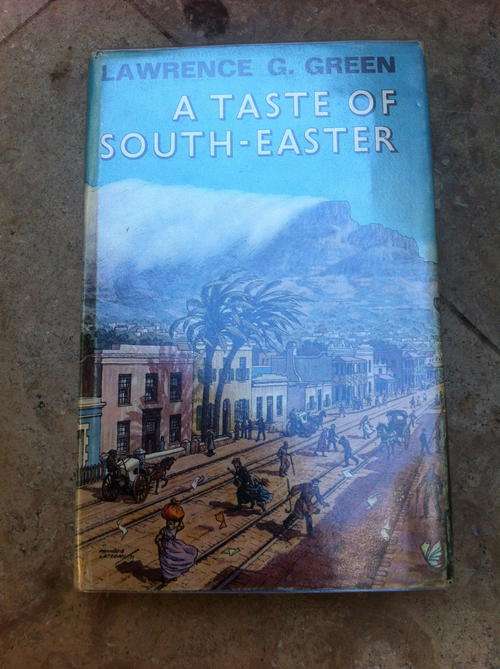 LAWRENCE G. GREEN
A TASTE OF
SOUTH-EASTER